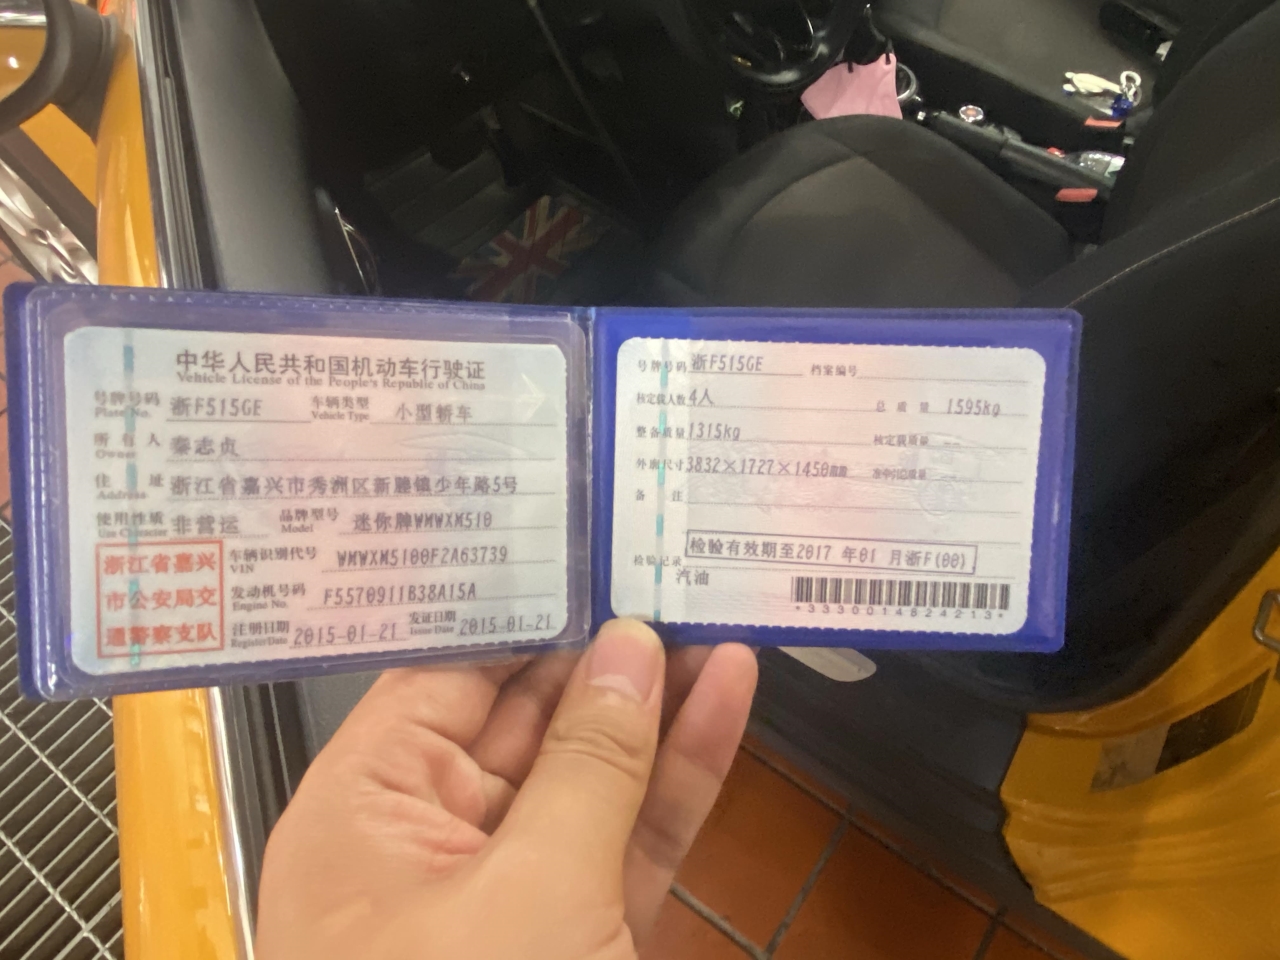 中华人民共和国机动车行驶证
Vehicle License of the People's Republic of China
号牌号码 浙F515GE 车辆类型 小型轿车
Plate No. Vehicle Type
所有人 秦志贞
Owner
住址 浙江省嘉兴市秀洲区新塍镇少年路5号
Address
使用性质 非营运 品牌型号 迷你牌WMWXM510
Use Character Model
浙江省嘉兴
市公安局交
通警察支队
车辆识别代号 WMWXM5100F2A63739
VIN
发动机号码 F5570911B38A15A
Engine No.
注册日期 2015-01-21 发证日期 2015-01-21
Register Date Issue Date
号牌号码 浙F515GE 档案编号
核定载人数 4人 总质量 1595kg
整备质量 1315kg 核定载质量 --
外廓尺寸 3832×1727×1450mm 准牵引总质量 --
备注
检验有效期至2017 年01 月浙F(00)
检验记录
汽油
*3330014824213*